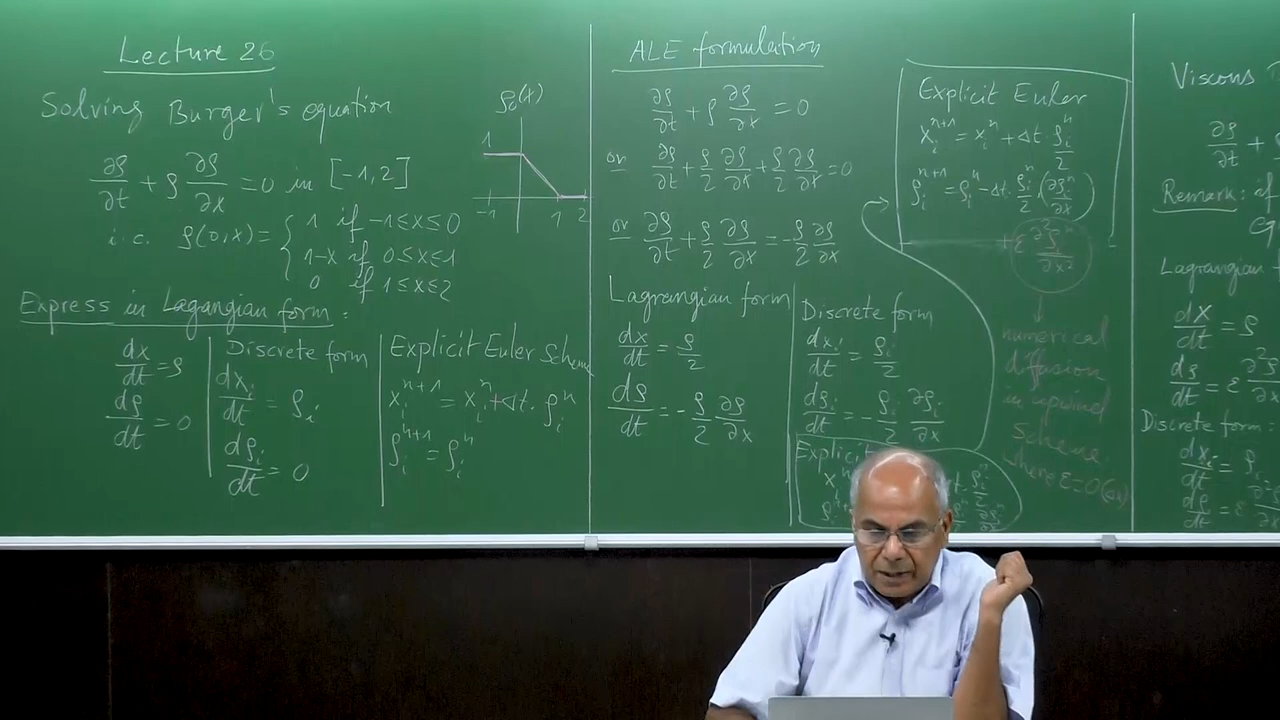 Lecture 26
Solving Burger's equation
∂ρ/∂t + ρ ∂ρ/∂x = 0 in [-1,2]
i.c. ρ(0,x) = { 1 if -1≤x≤0
1-x if 0≤x≤1
0 if 1≤x≤2
ρ₀(x)
1
-1 1 2
Express in Lagangian form:
dx/dt = ρ
dρ/dt = 0
Discrete form
dxᵢ/dt = ρᵢ
dρᵢ/dt = 0
Explicit Euler Scheme
xᵢⁿ⁺¹ = xᵢⁿ + Δt. ρᵢⁿ
ρᵢⁿ⁺¹ = ρᵢⁿ
ALE formulation
∂ρ/∂t + ρ ∂ρ/∂x = 0
or ∂ρ/∂t + ρ/2 ∂ρ/∂x + ρ/2 ∂ρ/∂x = 0
or ∂ρ/∂t + ρ/2 ∂ρ/∂x = -ρ/2 ∂ρ/∂x
Lagrangian form
dx/dt = ρ/2
dρ/dt = -ρ/2 ∂ρ/∂x
Discrete form
dxᵢ/dt = ρᵢ/2
dρᵢ/dt = -ρᵢ/2 ∂ρᵢ/∂x
Explicit Euler
xᵢⁿ⁺¹ = xᵢⁿ + Δt. ρᵢⁿ/2
ρᵢⁿ⁺¹ = ρᵢⁿ - Δt. ρᵢⁿ/2 (∂ρᵢⁿ/∂x)
+ ε ∂²ρᵢⁿ/∂x²
numerical
diffusion
in upwind
scheme
where ε = O(Δx)
Viscous
∂ρ/∂t +
Remark: if
Lagrangian
dx/dt = ρ
dρ/dt = ε ∂²ρ/∂x
Discrete form:
dxᵢ/dt = ρᵢ
dρ/dt = ε